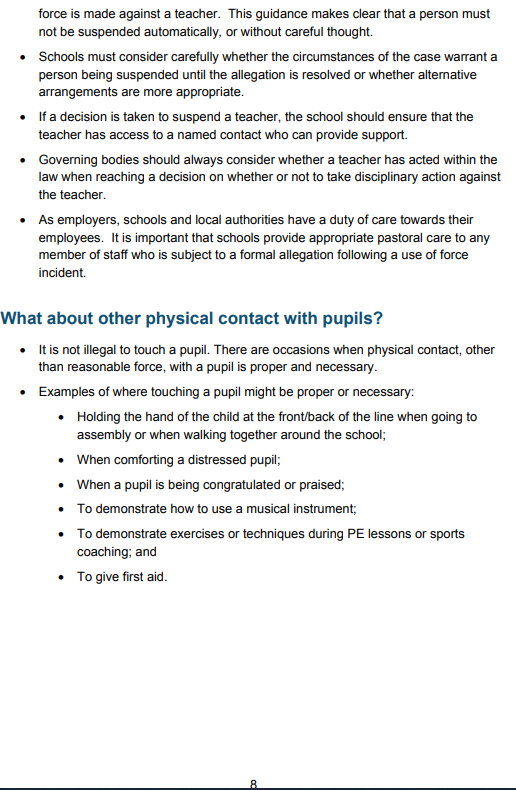 force is made against a teacher.  This guidance makes clear that a person must
not be suspended automatically, or without careful thought.
• Schools must consider carefully whether the circumstances of the case warrant a
person being suspended until the allegation is resolved or whether alternative
arrangements are more appropriate.
• If a decision is taken to suspend a teacher, the school should ensure that the
teacher has access to a named contact who can provide support.
• Governing bodies should always consider whether a teacher has acted within the
law when reaching a decision on whether or not to take disciplinary action against
the teacher.
• As employers, schools and local authorities have a duty of care towards their
employees.  It is important that schools provide appropriate pastoral care to any
member of staff who is subject to a formal allegation following a use of force
incident.
What about other physical contact with pupils?
• It is not illegal to touch a pupil. There are occasions when physical contact, other
than reasonable force, with a pupil is proper and necessary.
• Examples of where touching a pupil might be proper or necessary:
• Holding the hand of the child at the front/back of the line when going to
assembly or when walking together around the school;
• When comforting a distressed pupil;
• When a pupil is being congratulated or praised;
• To demonstrate how to use a musical instrument;
• To demonstrate exercises or techniques during PE lessons or sports
coaching; and
• To give first aid.
8